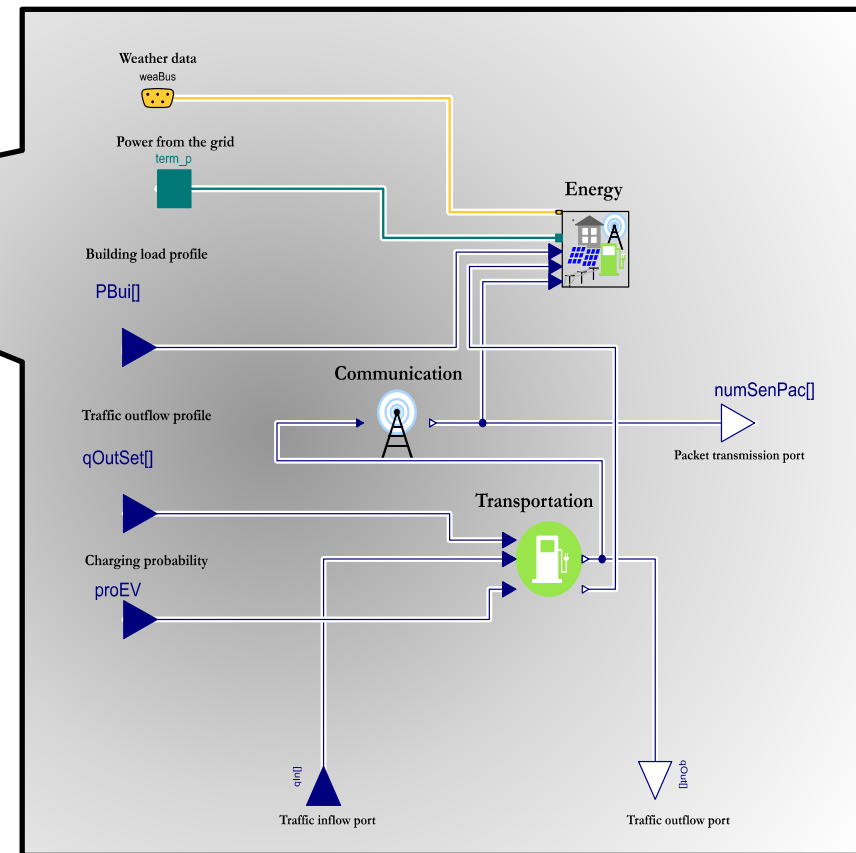 Weather data
weaBus
Power from the grid
term_p
Energy
Building load profile
PBui[]
Communication
numSenPac[]
Traffic outflow profile
Packet transmission port
qOutSet[]
Transportation
Charging probability
proEV
qIn[]
qOut[]
Traffic inflow port
Traffic outflow port